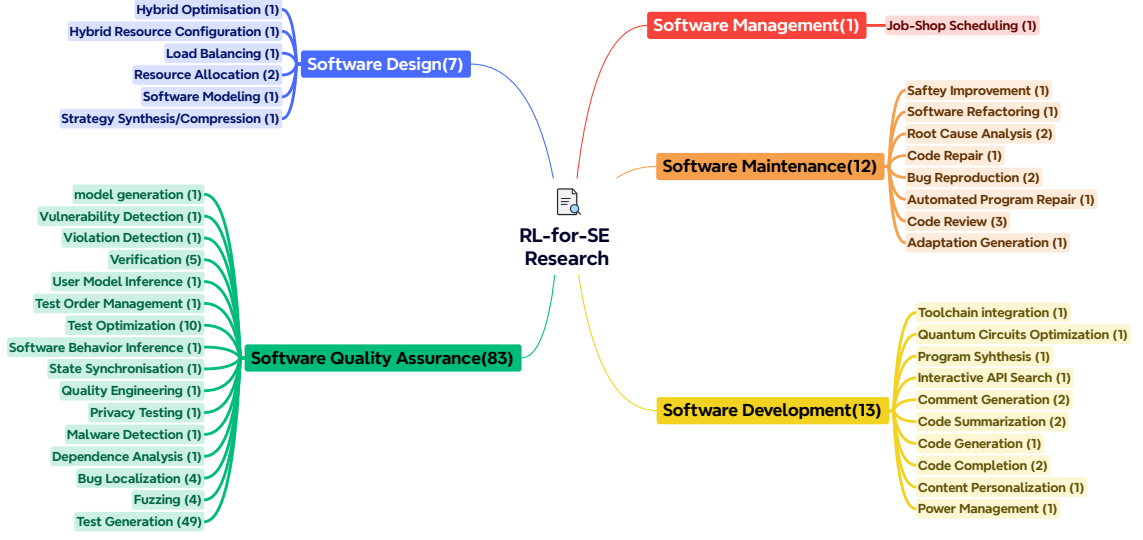 RL-for-SE
Research
Software Design(7)
Hybrid Optimisation (1)
Hybrid Resource Configuration (1)
Load Balancing (1)
Resource Allocation (2)
Software Modeling (1)
Strategy Synthesis/Compression (1)
Software Quality Assurance(83)
model generation (1)
Vulnerability Detection (1)
Violation Detection (1)
Verification (5)
User Model Inference (1)
Test Order Management (1)
Test Optimization (10)
Software Behavior Inference (1)
State Synchronisation (1)
Quality Engineering (1)
Privacy Testing (1)
Malware Detection (1)
Dependence Analysis (1)
Bug Localization (4)
Fuzzing (4)
Test Generation (49)
Software Management(1)
Job-Shop Scheduling (1)
Software Maintenance(12)
Saftey Improvement (1)
Software Refactoring (1)
Root Cause Analysis (2)
Code Repair (1)
Bug Reproduction (2)
Automated Program Repair (1)
Code Review (3)
Adaptation Generation (1)
Software Development(13)
Toolchain integration (1)
Quantum Circuits Optimization (1)
Program Syhthesis (1)
Interactive API Search (1)
Comment Generation (2)
Code Summarization (2)
Code Generation (1)
Code Completion (2)
Content Personalization (1)
Power Management (1)